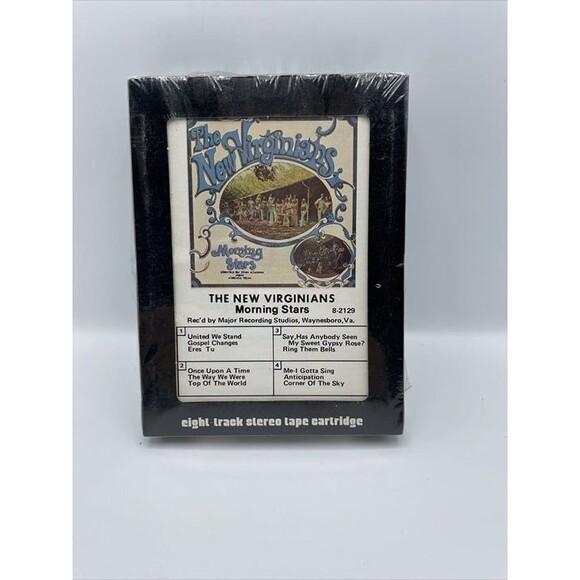 The
New Virginians
Morning
Stars
THE NEW VIRGINIANS
Morning Stars 8-2129
Rec'd by Major Recording Studios, Waynesboro, Va.
1
United We Stand
Gospel Changes
Eres Tu
2
Once Upon A Time
The Way We Were
Top Of The World
3
Say, Has Anybody Seen
My Sweet Gypsy Rose?
Ring Them Bells
4
Me-I Gotta Sing
Anticipation
Corner Of The Sky
eight-track stereo tape cartridge